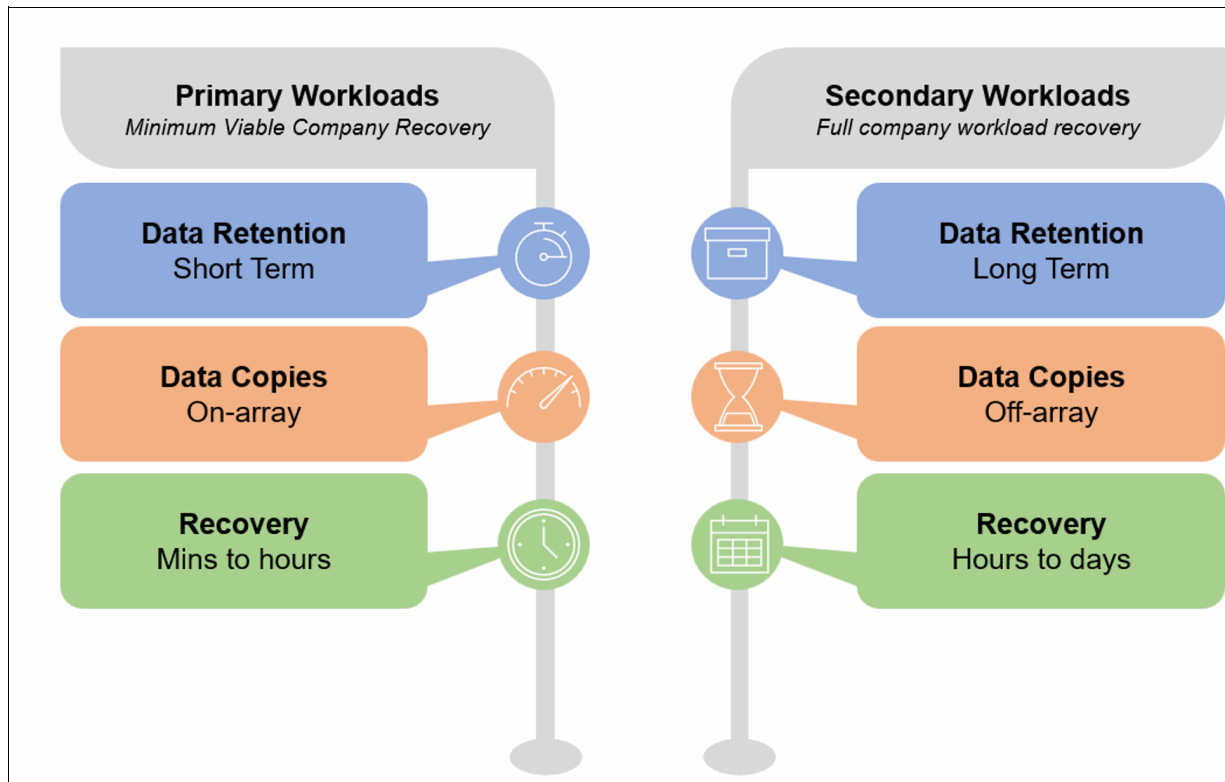 Primary Workloads
Minimum Viable Company Recovery
Data Retention
Short Term
Data Copies
On-array
Recovery
Mins to hours
Secondary Workloads
Full company workload recovery
Data Retention
Long Term
Data Copies
Off-array
Recovery
Hours to days